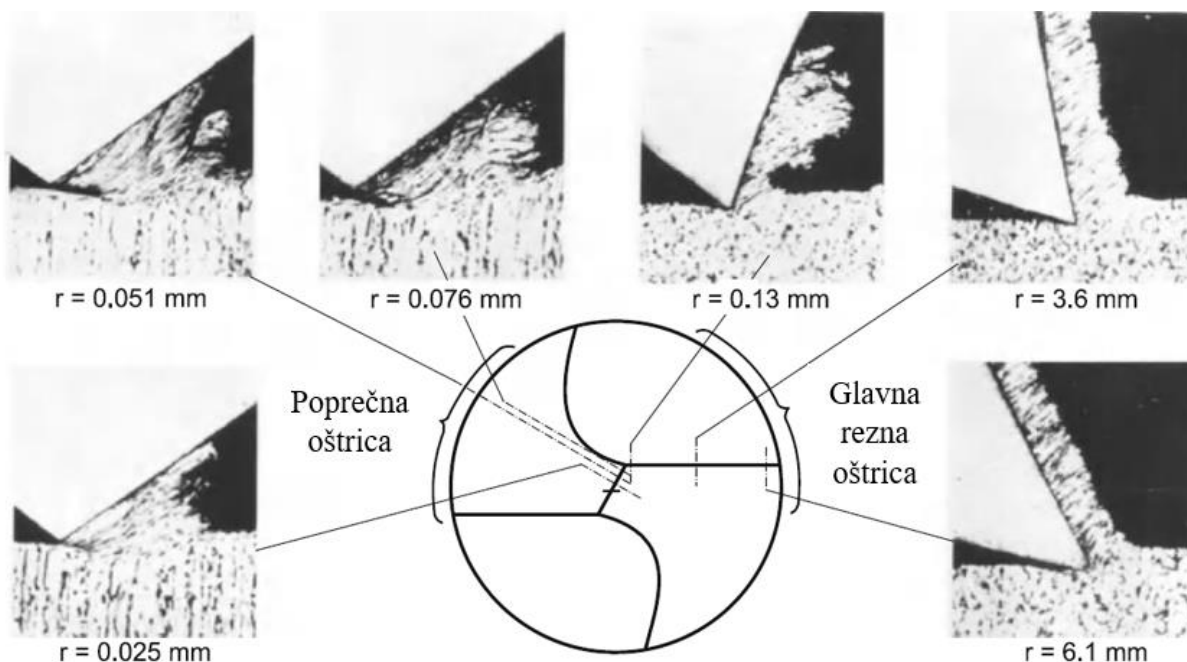 r = 0.051 mm
r = 0.076 mm
r = 0.13 mm
r = 3.6 mm
Poprečna
oštrica
Glavna
rezna
oštrica
r = 0.025 mm
r = 6.1 mm